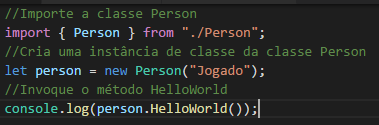 //Importe a classe Person
import { Person } from "./Person";
//Cria uma instância de classe da classe Person
let person = new Person("Jogado");
//Invoque o método HelloWorld
console.log(person.HelloWorld());